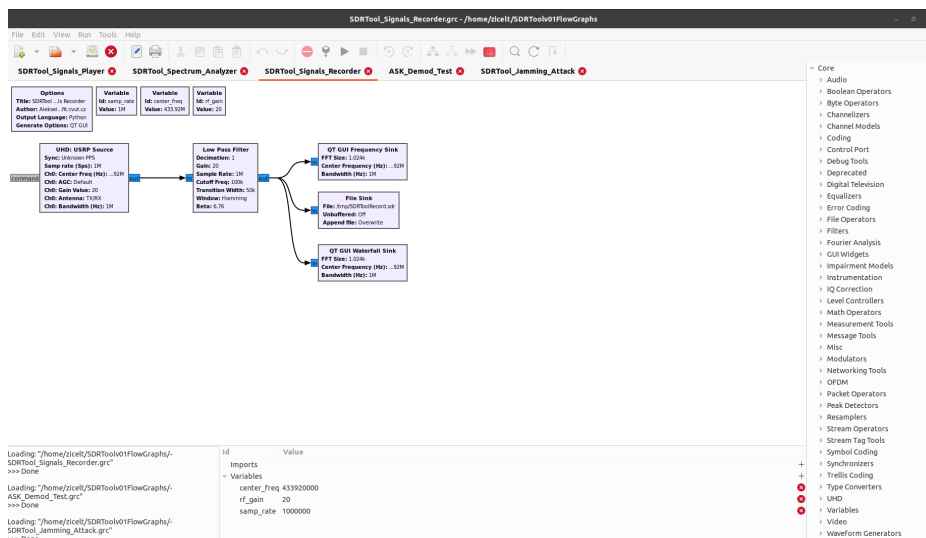 SDRTool_Signals_Recorder.grc - /home/zicelt/SDRToolv01FlowGraphs
File Edit View Run Tools Help
SDRTool_Signals_Player
SDRTool_Spectrum_Analyzer
SDRTool_Signals_Recorder
ASK_Demod_Test
SDRTool_Jamming_Attack
Options
Title: SDRTool ...ls Recorder
Author: Aleksei...fit.cvut.cz
Output Language: Python
Generate Options: QT GUI
Variable
Id: samp_rate
Value: 1M
Variable
Id: center_freq
Value: 433.92M
Variable
Id: rf_gain
Value: 20
UHD: USRP Source
Sync: Unknown PPS
Samp rate (Sps): 1M
Ch0: Center Freq (Hz): ...92M
Ch0: AGC: Default
Ch0: Gain Value: 20
Ch0: Antenna: TX/RX
Ch0: Bandwidth (Hz): 1M
command
out
Low Pass Filter
Decimation: 1
Gain: 20
Sample Rate: 1M
Cutoff Freq: 100k
Transition Width: 50k
Window: Hamming
Beta: 6.76
in
out
QT GUI Frequency Sink
FFT Size: 1.024k
Center Frequency (Hz): ...92M
Bandwidth (Hz): 1M
in
File Sink
File: /tmp/SDRToolRecord.sdr
Unbuffered: Off
Append file: Overwrite
in
QT GUI Waterfall Sink
FFT Size: 1.024k
Center Frequency (Hz): ...92M
Bandwidth (Hz): 1M
in
Core
Audio
Boolean Operators
Byte Operators
Channelizers
Channel Models
Coding
Control Port
Debug Tools
Deprecated
Digital Television
Equalizers
Error Coding
File Operators
Filters
Fourier Analysis
GUI Widgets
Impairment Models
Instrumentation
IQ Correction
Level Controllers
Math Operators
Measurement Tools
Message Tools
Misc
Modulators
Networking Tools
OFDM
Packet Operators
Peak Detectors
Resamplers
Stream Operators
Stream Tag Tools
Symbol Coding
Synchronizers
Trellis Coding
Type Converters
UHD
Variables
Video
Waveform Generators
Loading: "/home/zicelt/SDRToolv01FlowGraphs/-
SDRTool_Signals_Recorder.grc"
>>> Done
Loading: "/home/zicelt/SDRToolv01FlowGraphs/-
ASK_Demod_Test.grc"
>>> Done
Loading: "/home/zicelt/SDRToolv01FlowGraphs/-
SDRTool_Jamming_Attack.grc"
>>> Done
Id Value
Imports
Variables
center_freq 433920000
rf_gain 20
samp_rate 1000000